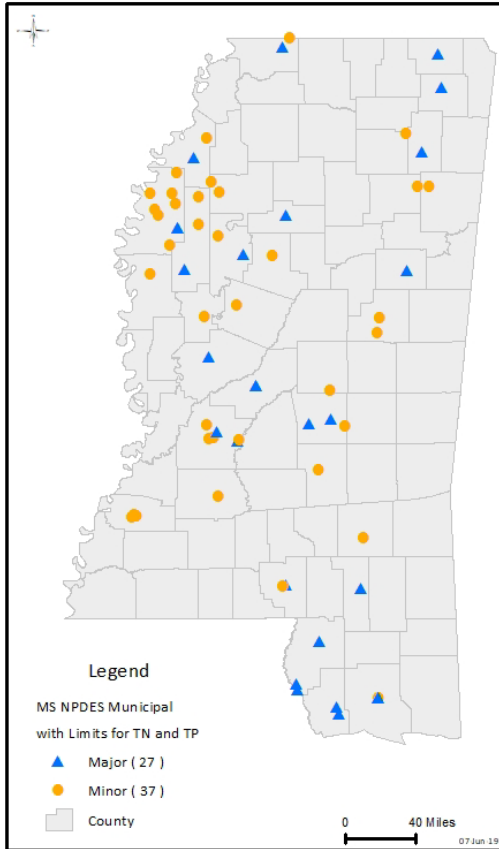 Legend
MS NPDES Municipal
with Limits for TN and TP
Major ( 27 )
Minor ( 37 )
County
0 40 Miles
07-Jun-19